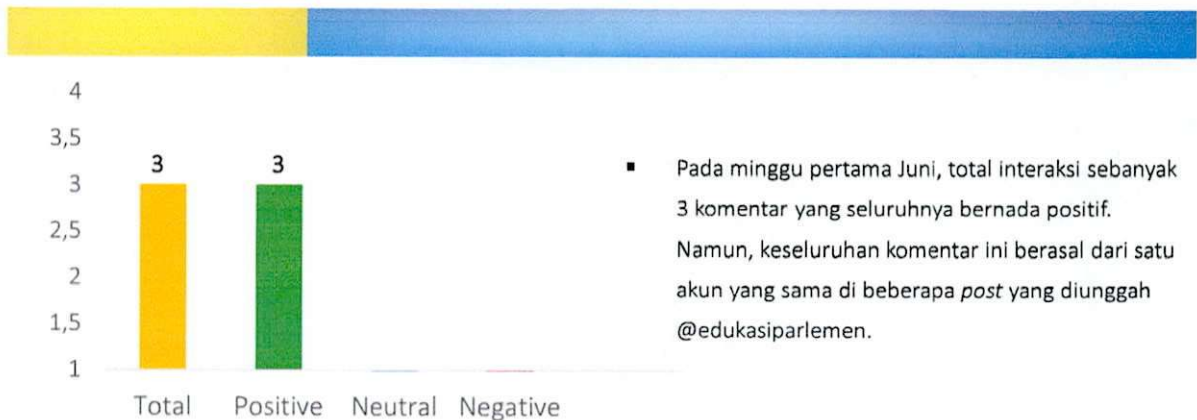 4
3,5
3
2,5
2
1,5
1
3
3
Total
Positive
Neutral
Negative
▪ Pada minggu pertama Juni, total interaksi sebanyak
3 komentar yang seluruhnya bernada positif.
Namun, keseluruhan komentar ini berasal dari satu
akun yang sama di beberapa post yang diunggah
@edukasiparlemen.